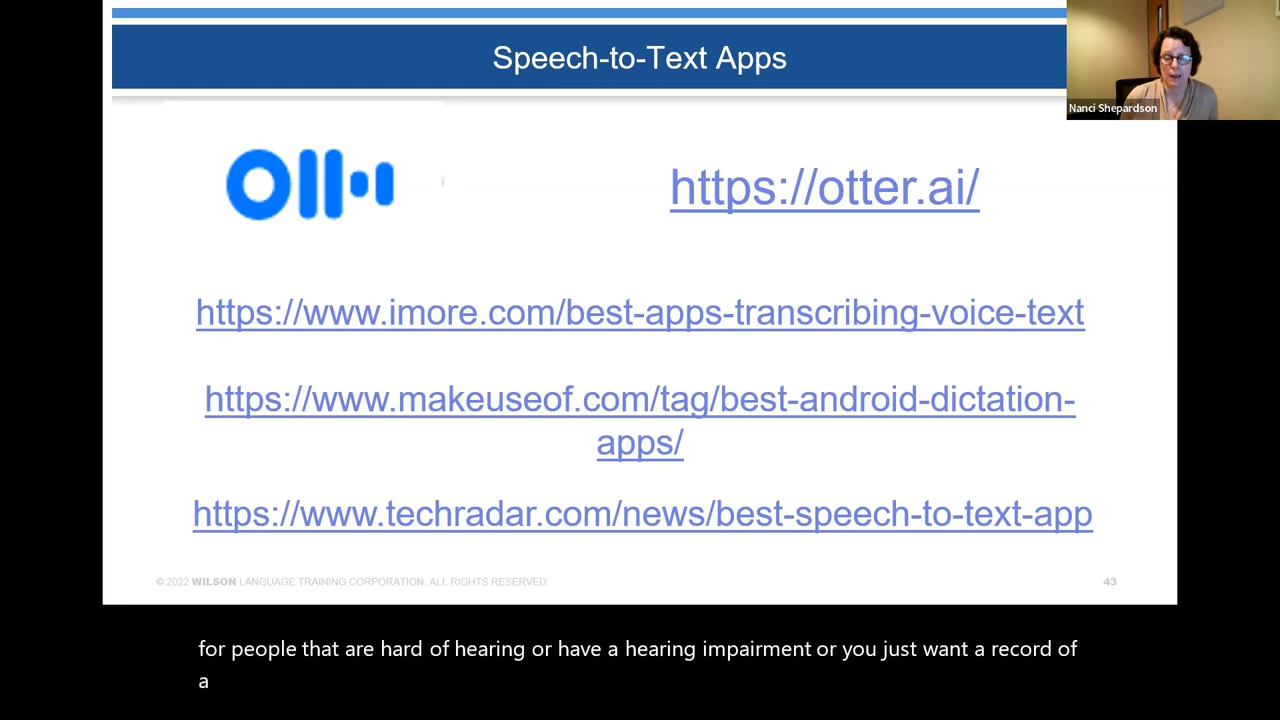 Speech-to-Text Apps
Nanci Shepardson
https://otter.ai/
https://www.imore.com/best-apps-transcribing-voice-text
https://www.makeuseof.com/tag/best-android-dictation-
apps/
https://www.techradar.com/news/best-speech-to-text-app
© 2022 WILSON LANGUAGE TRAINING CORPORATION. ALL RIGHTS RESERVED
43
for people that are hard of hearing or have a hearing impairment or you just want a record of
a